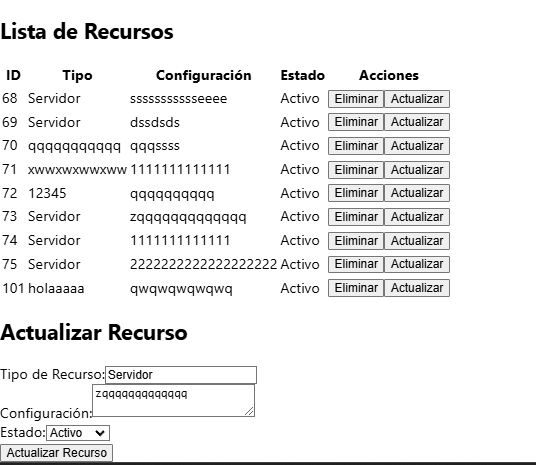 Lista de Recursos
ID Tipo Configuración Estado Acciones
68 Servidor ssssssssssseeee Activo Eliminar Actualizar
69 Servidor dssdsds Activo Eliminar Actualizar
70 qqqqqqqqqqq qqqssss Activo Eliminar Actualizar
71 xwwxwxwwxww 1111111111111 Activo Eliminar Actualizar
72 12345 qqqqqqqqqq Activo Eliminar Actualizar
73 Servidor zqqqqqqqqqqqqq Activo Eliminar Actualizar
74 Servidor 1111111111111 Activo Eliminar Actualizar
75 Servidor 2222222222222222222 Activo Eliminar Actualizar
101 holaaaaa qwqwqwqwqwq Activo Eliminar Actualizar
Actualizar Recurso
Tipo de Recurso: Servidor
Configuración: zqqqqqqqqqqqqq
Estado: Activo
Actualizar Recurso